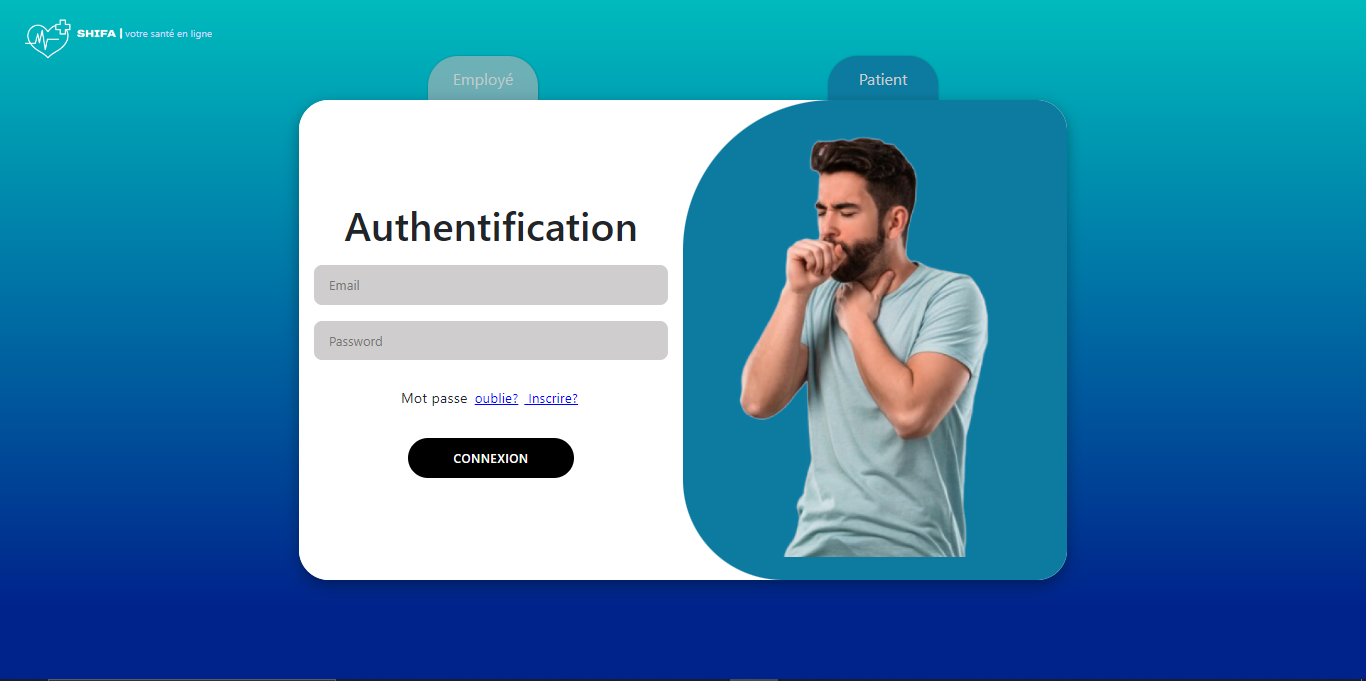 SHIFA | votre santé en ligne
Employé
Patient
Authentification
Email
Password
Mot passe oublie? Inscrire?
CONNEXION